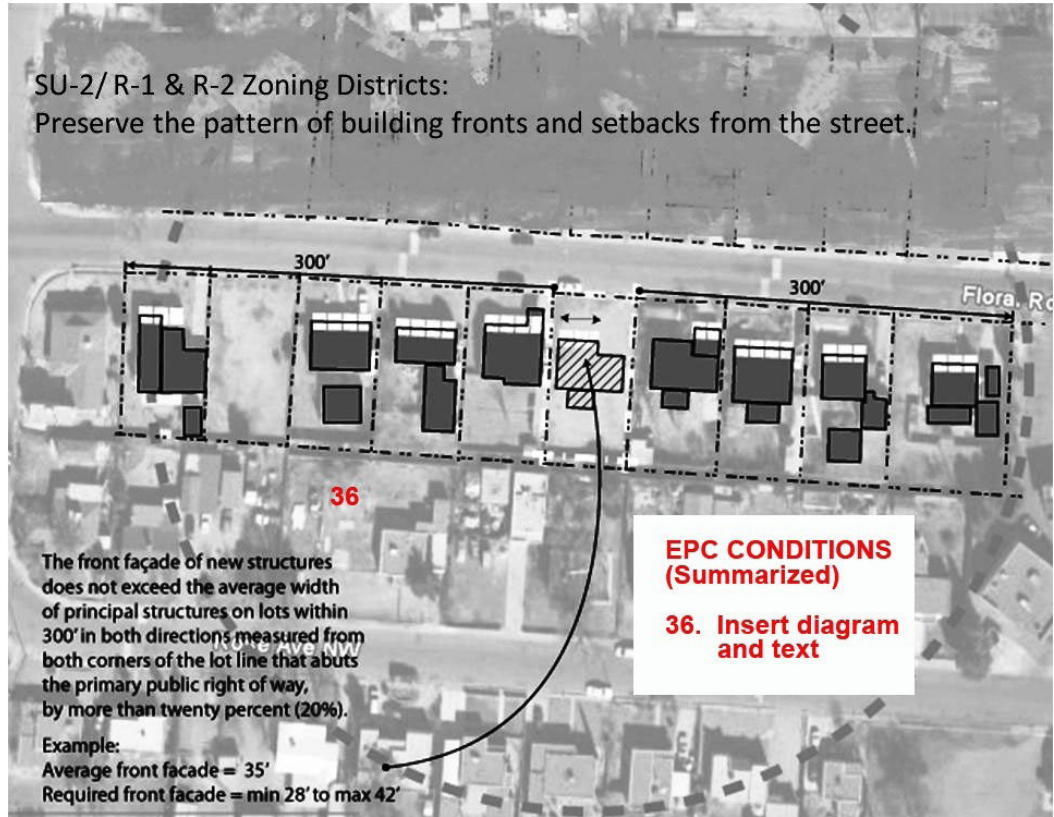 SU-2/ R-1 & R-2 Zoning Districts:
Preserve the pattern of building fronts and setbacks from the street.
300'
300'
Floral
36
The front façade of new structures
does not exceed the average width
of principal structures on lots within
300' in both directions measured from
both corners of the lot line that abuts
the primary public right of way,
by more than twenty percent (20%).
Ave NW
Example:
Average front facade = 35'
Required front facade = min 28' to max 42'
EPC CONDITIONS
(Summarized)
36. Insert diagram
and text